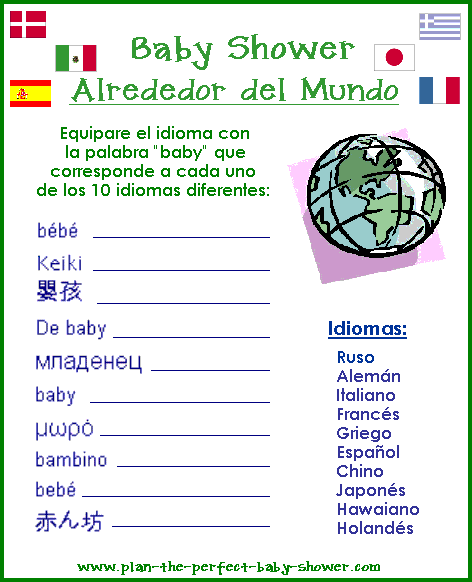 Baby Shower
Alrededor del Mundo
Equipare el idioma con
la palabra "baby" que
corresponde a cada uno
de los 10 idiomas diferentes:
bébé
Keiki
嬰孩
De baby
младенец
baby
μωρό
bambino
bebé
赤ん坊
Idiomas:
Ruso
Alemán
Italiano
Francés
Griego
Español
Chino
Japonés
Hawaiano
Holandés
www.plan-the-perfect-baby-shower.com